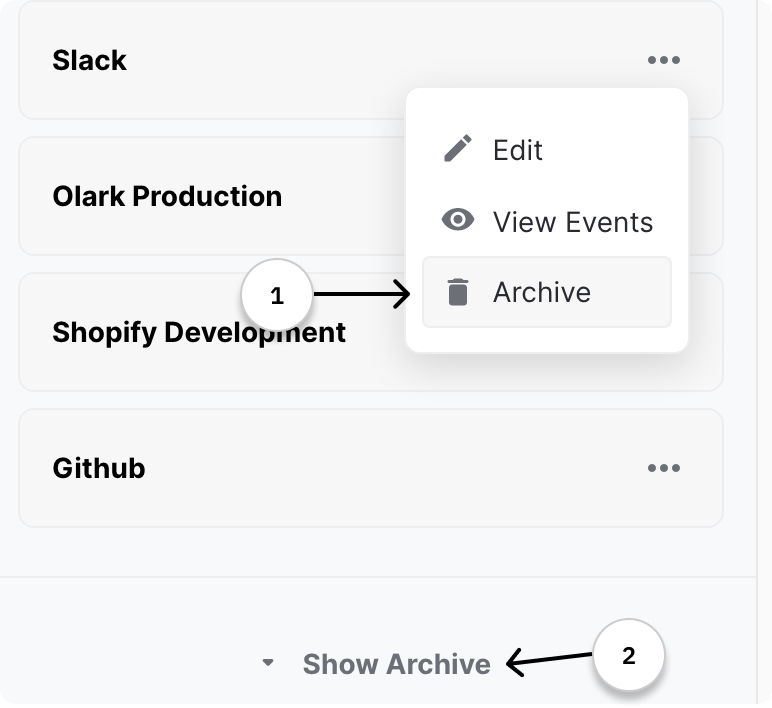 Slack
Edit
Olark Production
View Events
1
Archive
Shopify Development
Github
Show Archive
2